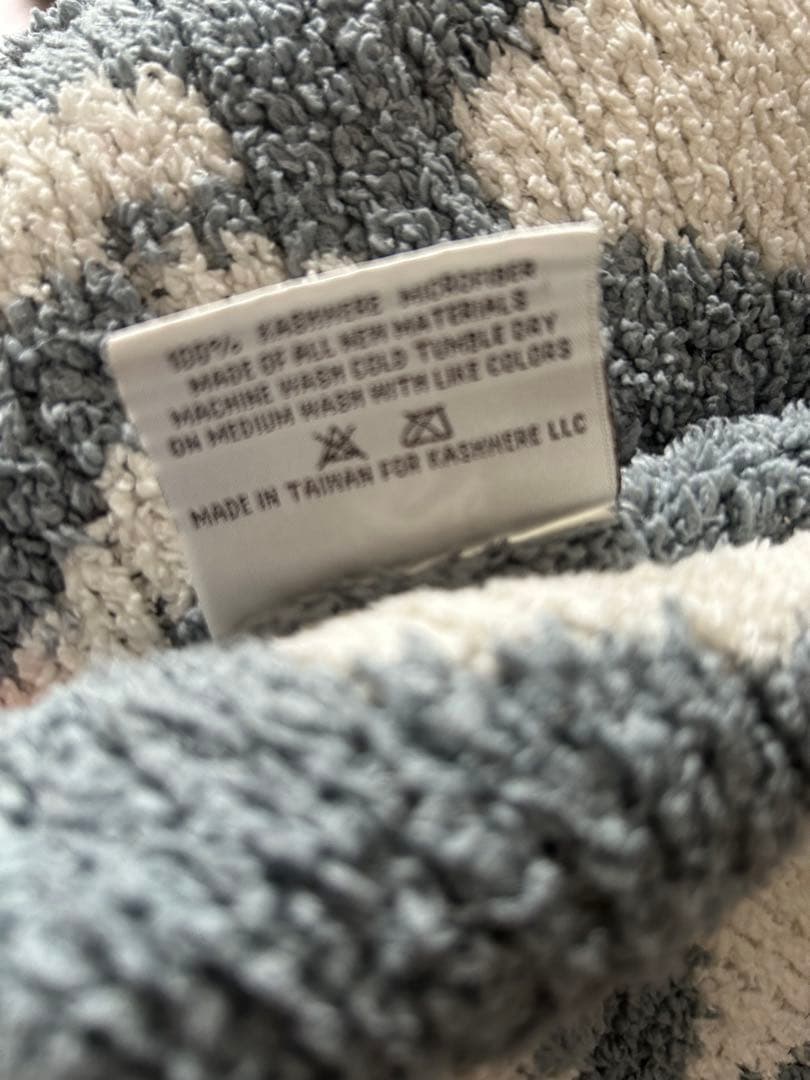 100% KASHWERE MICROFIBER
MADE OF ALL NEW MATERIALS
MACHINE WASH COLD TUMBLE DRY
ON MEDIUM WASH WITH LIKE COLORS
MADE IN TAIWAN FOR KASHWERE LLC